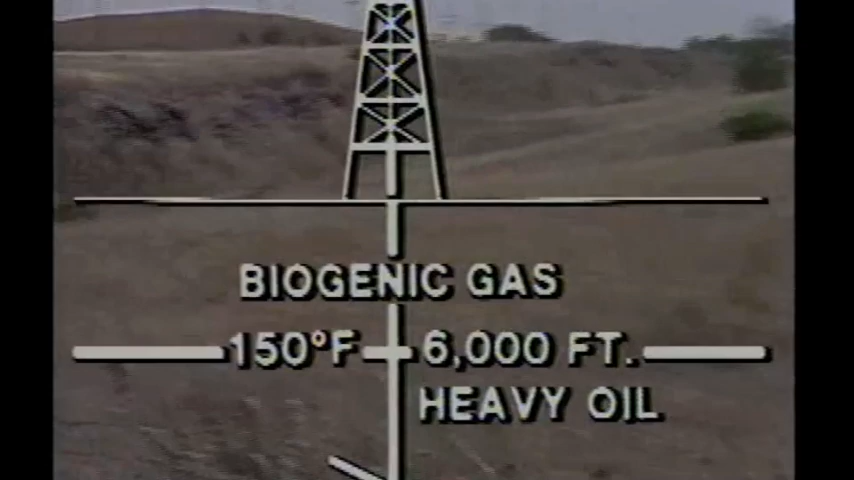 BIOGENIC GAS
150°F 6,000 FT.
HEAVY OIL